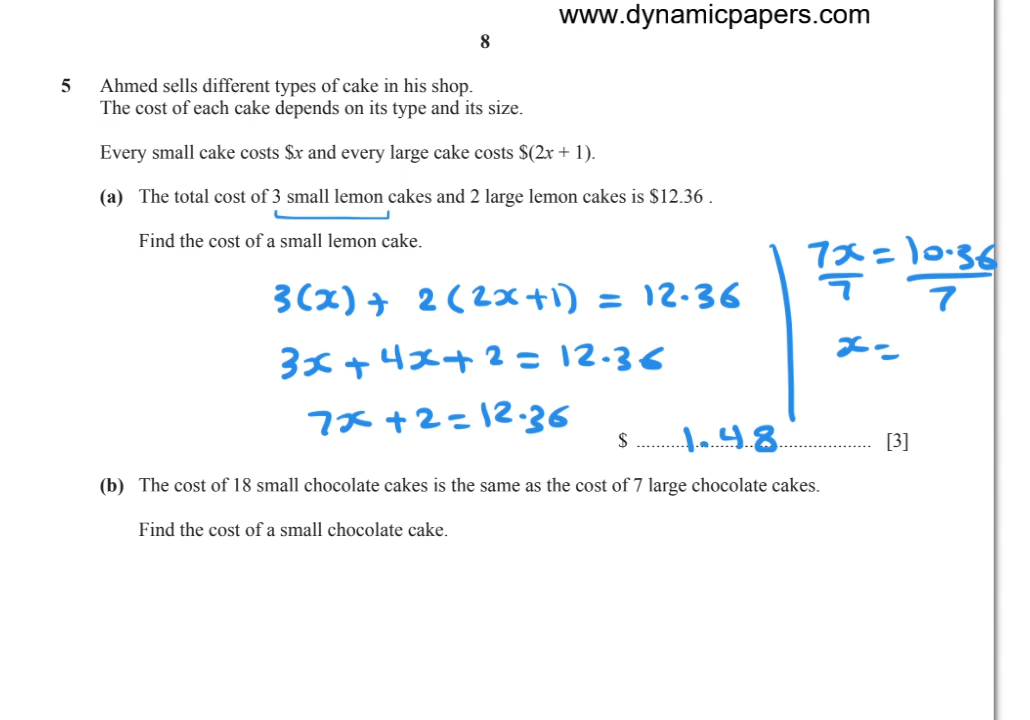 www.dynamicpapers.com
8
5 Ahmed sells different types of cake in his shop.
The cost of each cake depends on its type and its size.
Every small cake costs $x and every large cake costs $(2x + 1).
(a) The total cost of 3 small lemon cakes and 2 large lemon cakes is $12.36 .
Find the cost of a small lemon cake.
3(x) + 2(2x+1) = 12.36
3x + 4x + 2 = 12.36
7x + 2 = 12.36
7x/7 = 10.36/7
x =
$ ........ 1.48 ........ [3]
(b) The cost of 18 small chocolate cakes is the same as the cost of 7 large chocolate cakes.
Find the cost of a small chocolate cake.